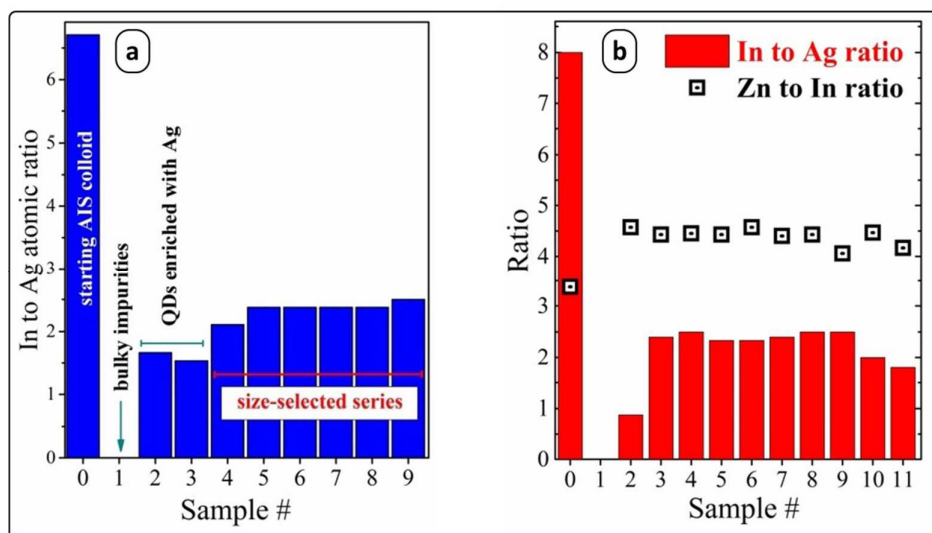 a
In to Ag atomic ratio
6
5
4
3
2
1
0
starting AIS colloid
bulky impurities
QDs enriched with Ag
size-selected series
0 1 2 3 4 5 6 7 8 9
Sample #
b
In to Ag ratio
Zn to In ratio
Ratio
8
7
6
5
4
3
2
1
0
0 1 2 3 4 5 6 7 8 9 10 11
Sample #